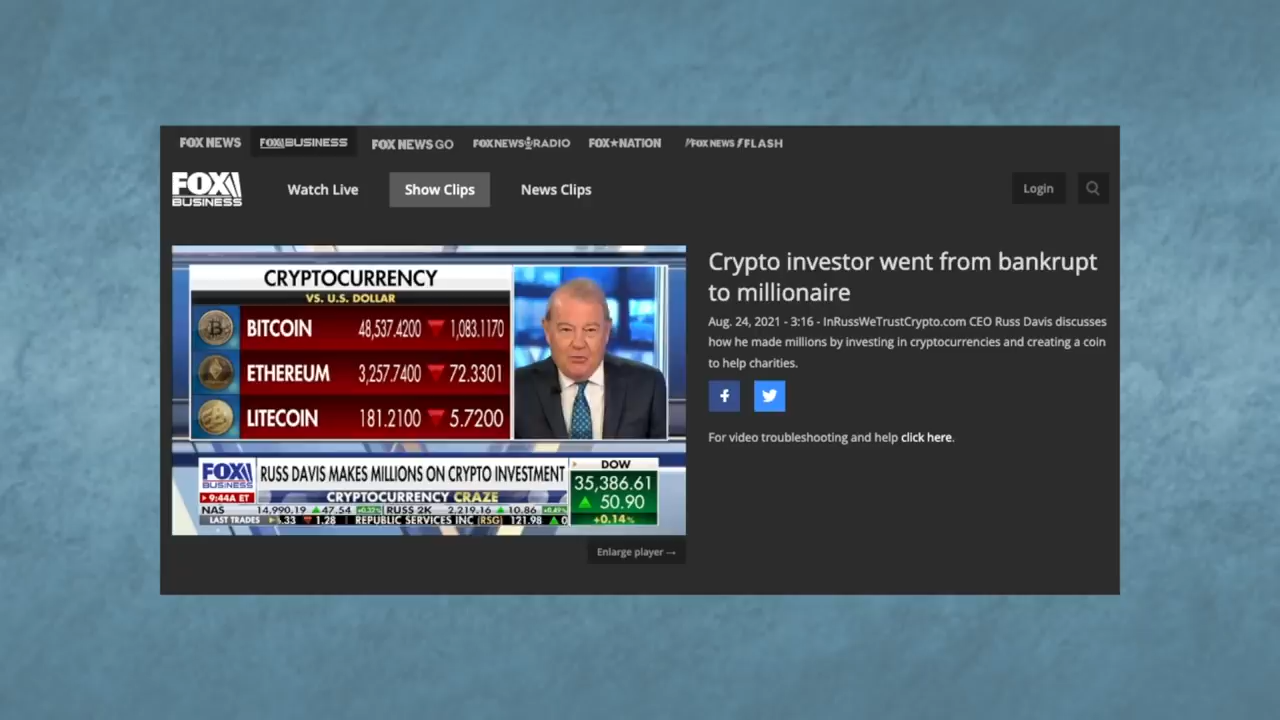 FOX NEWS FOX BUSINESS FOX NEWS GO FOX NEWS RADIO FOX NATION FOX NEWS FLASH
FOX BUSINESS Watch Live Show Clips News Clips Login
CRYPTOCURRENCY
VS. U.S. DOLLAR
BITCOIN 48,537.4200 ▼ 1,083.1170
ETHEREUM 3,257.7400 ▼ 72.3301
LITECOIN 181.2100 ▼ 5.7200
FOX BUSINESS
9:44A ET
RUSS DAVIS MAKES MILLIONS ON CRYPTO INVESTMENT
CRYPTOCURRENCY CRAZE
DOW
35,386.61
▲ 50.90
+0.14%
NAS 14,990.19 ▲ 47.54 +0.32% RUSS 2K 2,219.16 ▲ 10.86 +0.49%
LAST TRADES .33 ▼ 1.28 REPUBLIC SERVICES INC (RSG) 121.98 ▲ 0
Enlarge player →
Crypto investor went from bankrupt
to millionaire
Aug. 24, 2021 - 3:16 - InRussWeTrustCrypto.com CEO Russ Davis discusses
how he made millions by investing in cryptocurrencies and creating a coin
to help charities.
For video troubleshooting and help click here.